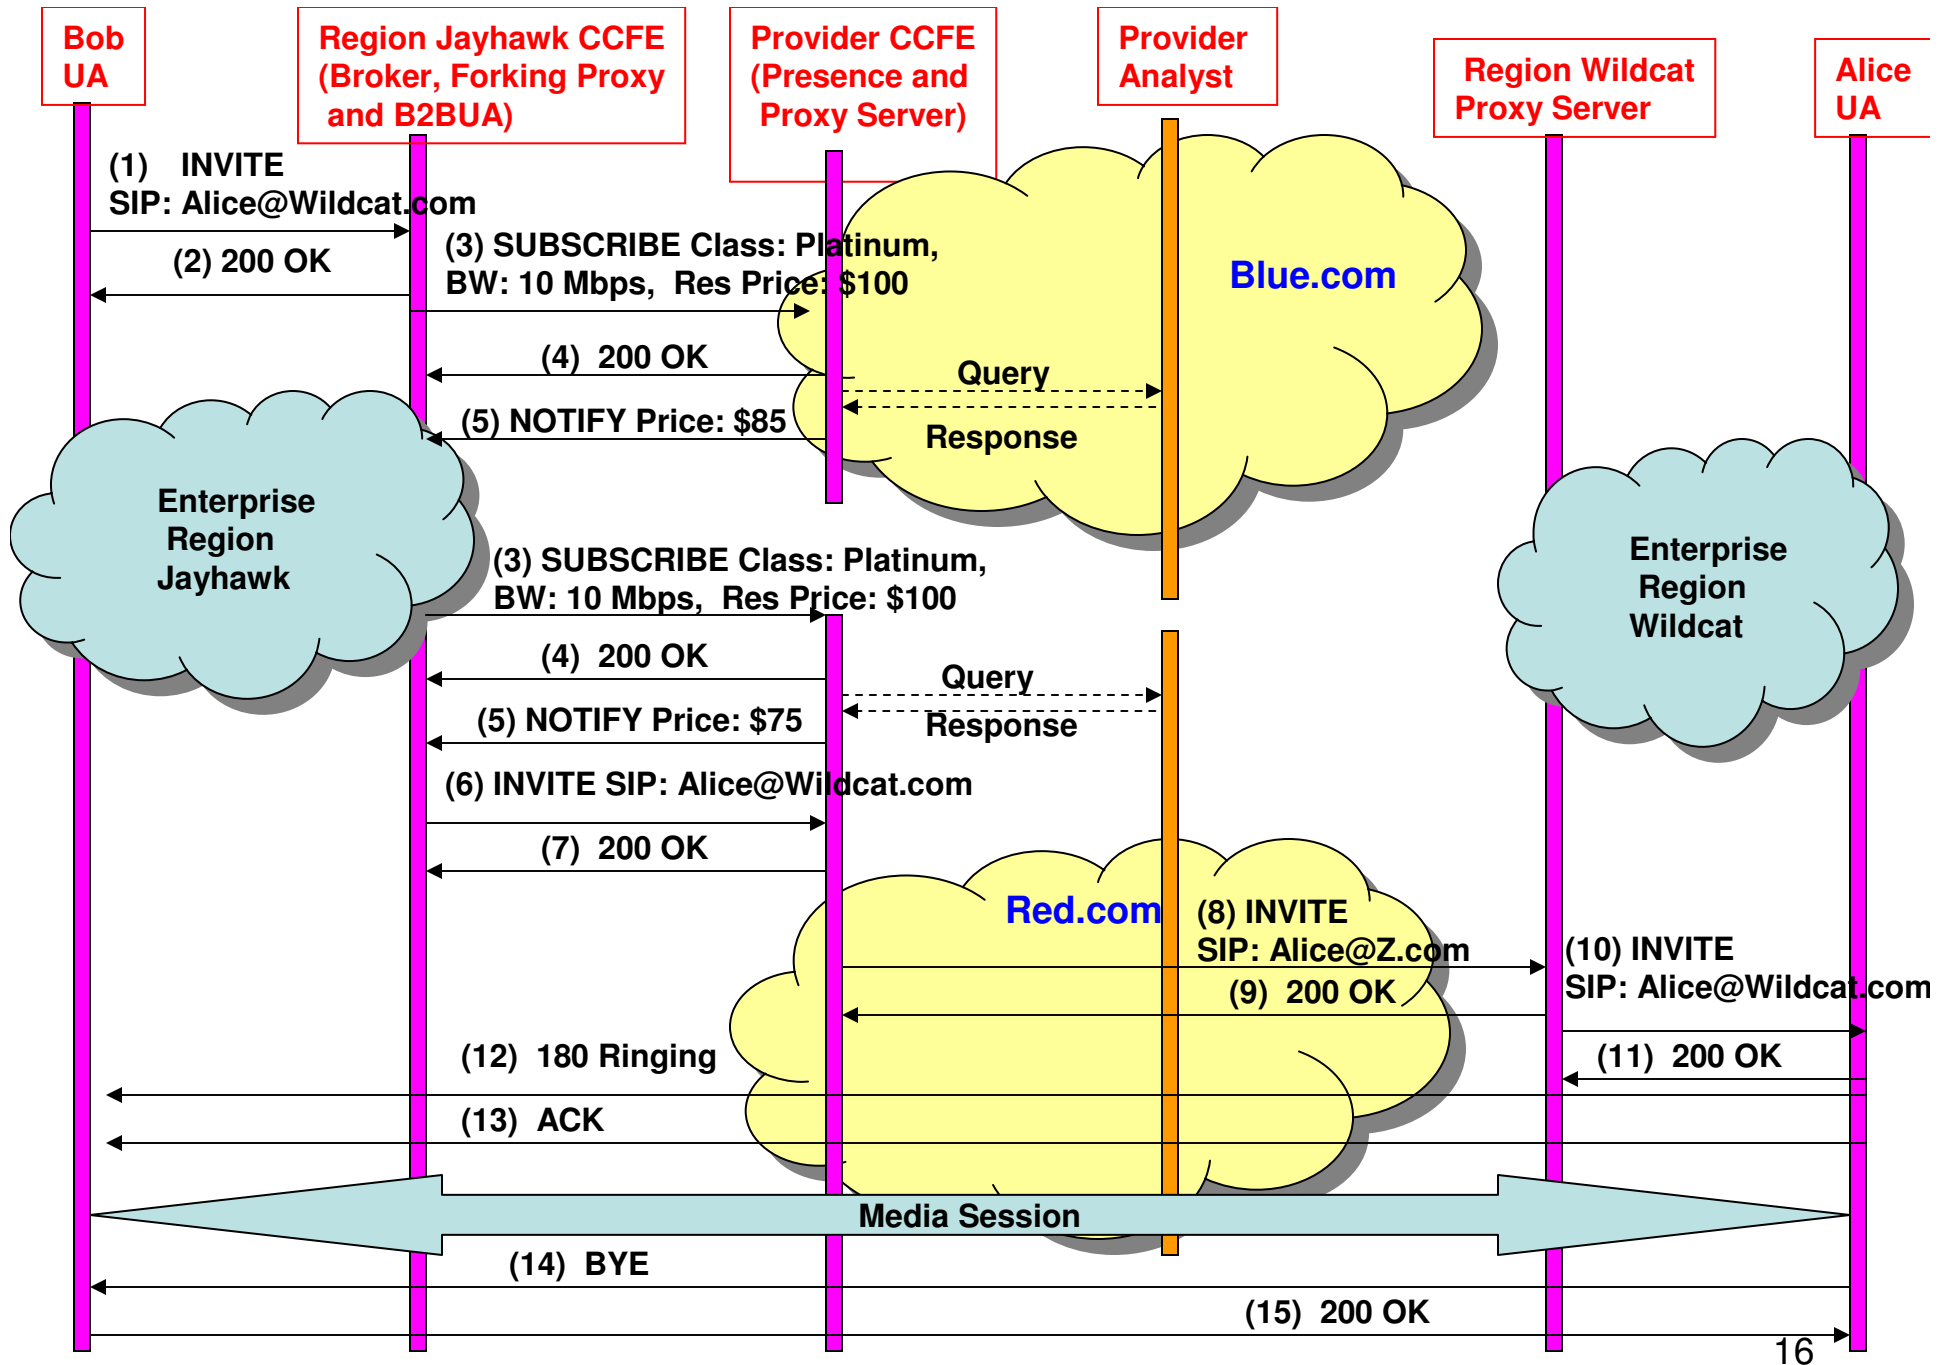 Bob
UA
Region Jayhawk CCFE
(Broker, Forking Proxy
and B2BUA)
Provider CCFE
(Presence and
Proxy Server)
Provider
Analyst
Region Wildcat
Proxy Server
Alice
UA
(1) INVITE
SIP: Alice@Wildcat.com
(2) 200 OK
(3) SUBSCRIBE Class: Platinum,
BW: 10 Mbps, Res Price: $100
Blue.com
(4) 200 OK
Query
(5) NOTIFY Price: $85
Response
Enterprise
Region
Jayhawk
Enterprise
Region
Wildcat
(3) SUBSCRIBE Class: Platinum,
BW: 10 Mbps, Res Price: $100
(4) 200 OK
Query
(5) NOTIFY Price: $75
Response
(6) INVITE SIP: Alice@Wildcat.com
(7) 200 OK
Red.com
(8) INVITE
SIP: Alice@Z.com
(9) 200 OK
(10) INVITE
SIP: Alice@Wildcat.com
(11) 200 OK
(12) 180 Ringing
(13) ACK
Media Session
(14) BYE
(15) 200 OK
16